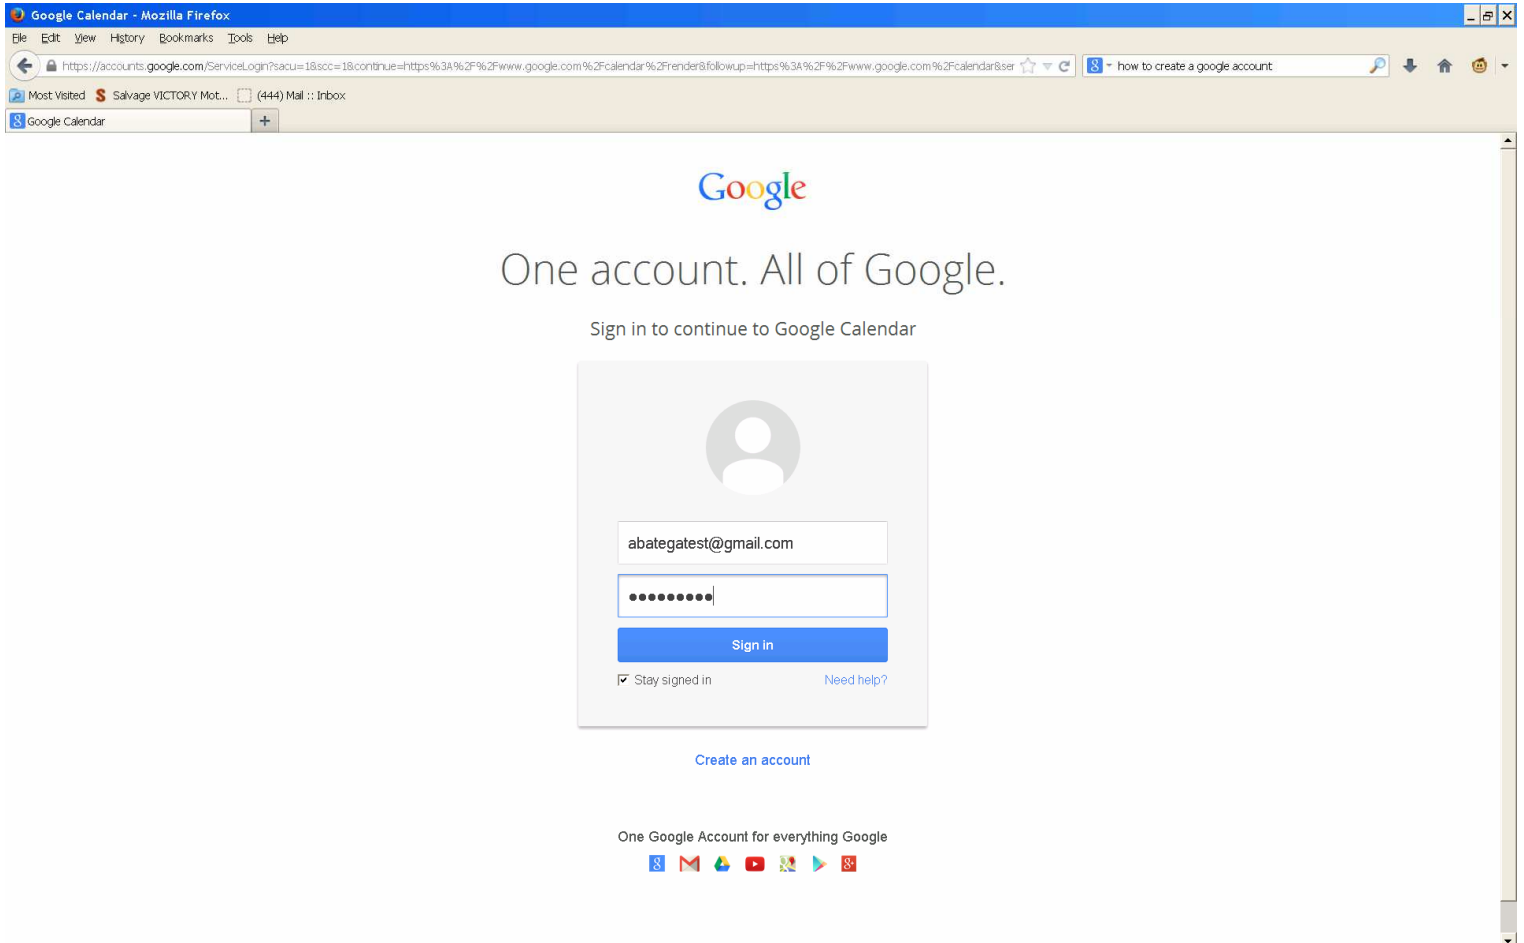 Google Calendar - Mozilla Firefox
File Edit View History Bookmarks Tools Help
https://accounts.google.com/ServiceLogin?sacu=1&scc=1&continue=https%3A%2F%2Fwww.google.com%2Fcalendar%2Frender&followup=https%3A%2F%2Fwww.google.com%2Fcalendar&ser
how to create a google account
Most Visited Salvage VICTORY Mot... (444) Mail :: Inbox
Google Calendar +
Google
One account. All of Google.
Sign in to continue to Google Calendar
abategatest@gmail.com
•••••••••
Sign in
Stay signed in Need help?
Create an account
One Google Account for everything Google